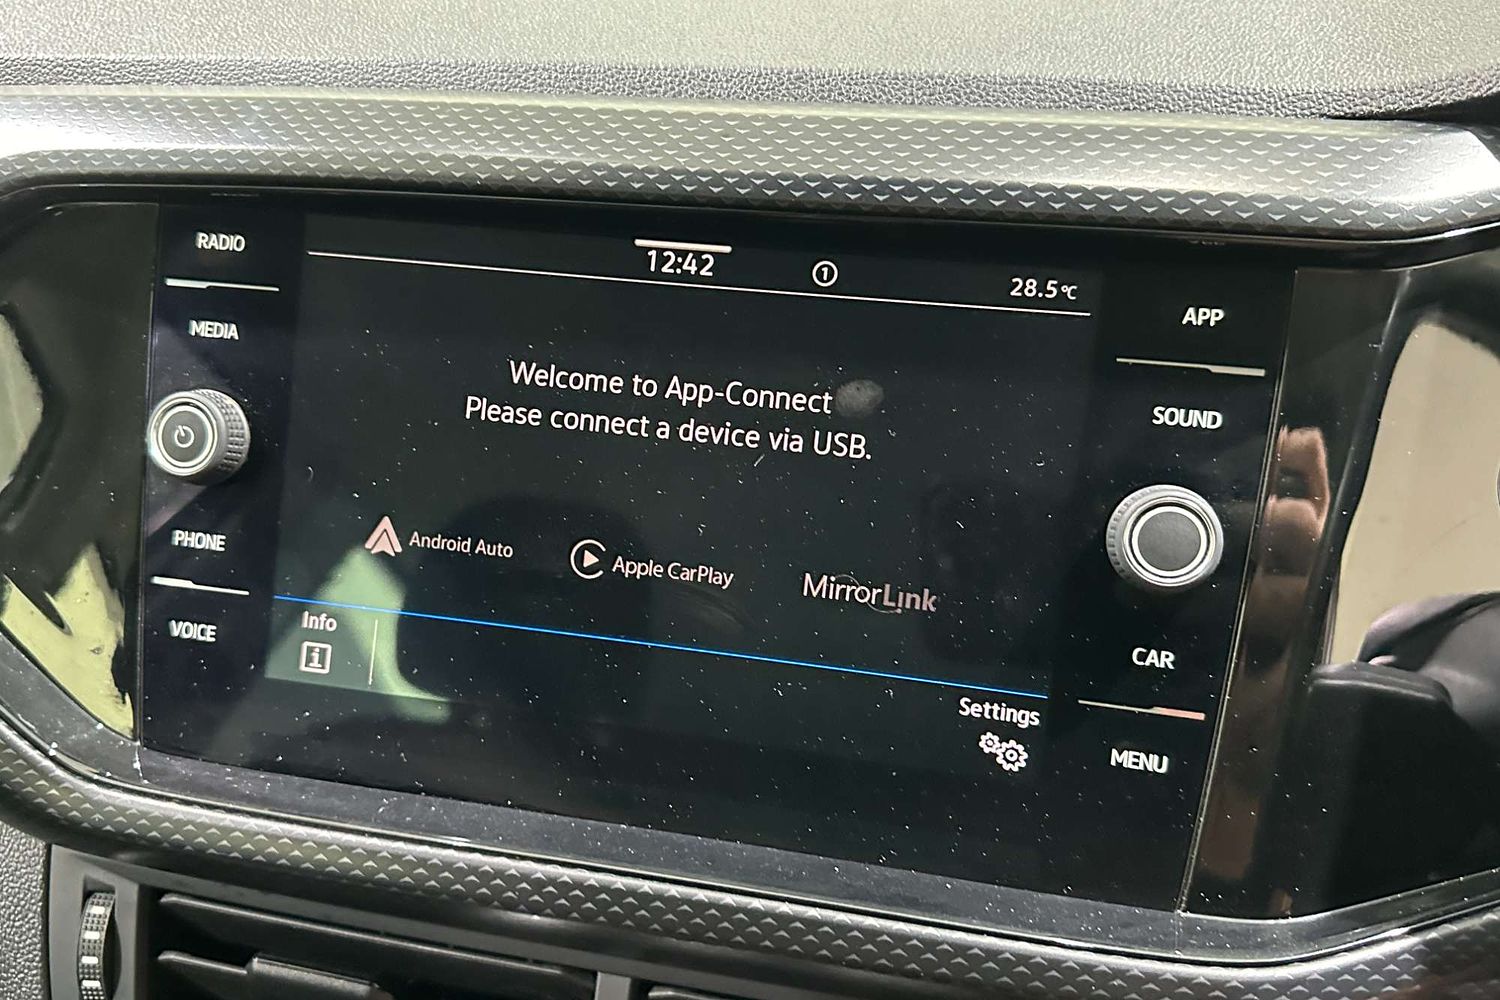 RADIO
MEDIA
PHONE
VOICE
12:42
1
28.5°C
Welcome to App-Connect
Please connect a device via USB.
Android Auto
Apple CarPlay
MirrorLink
Info
i
Settings
APP
SOUND
CAR
MENU